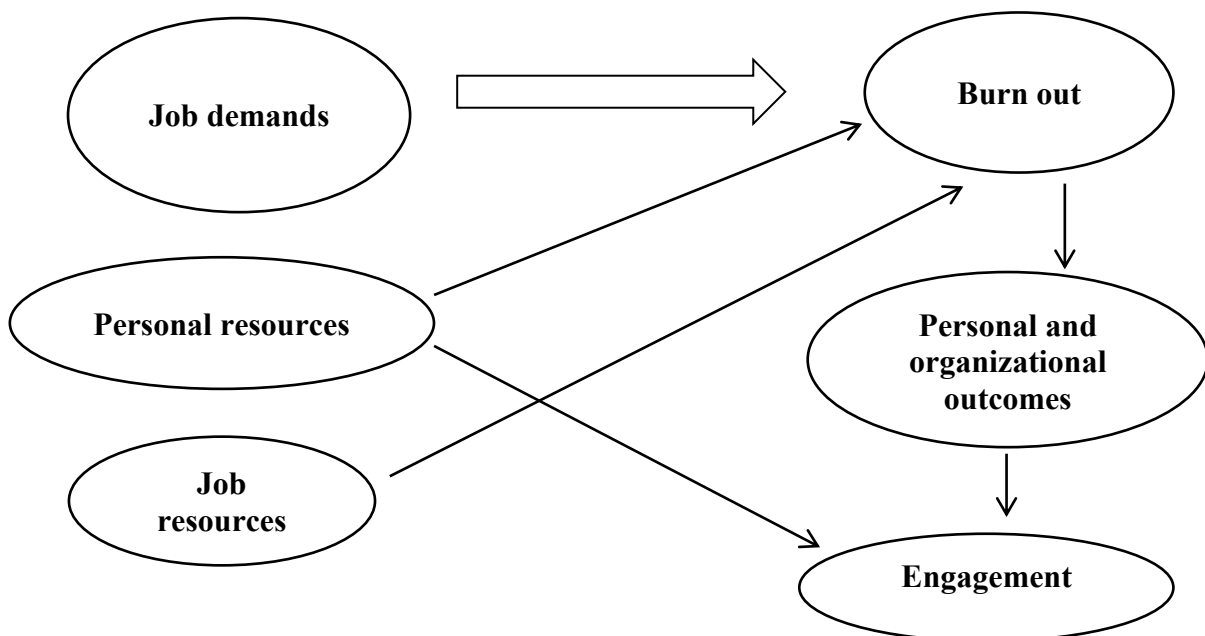 Job demands
Burn out
Personal resources
Personal and
organizational
outcomes
Job
resources
Engagement